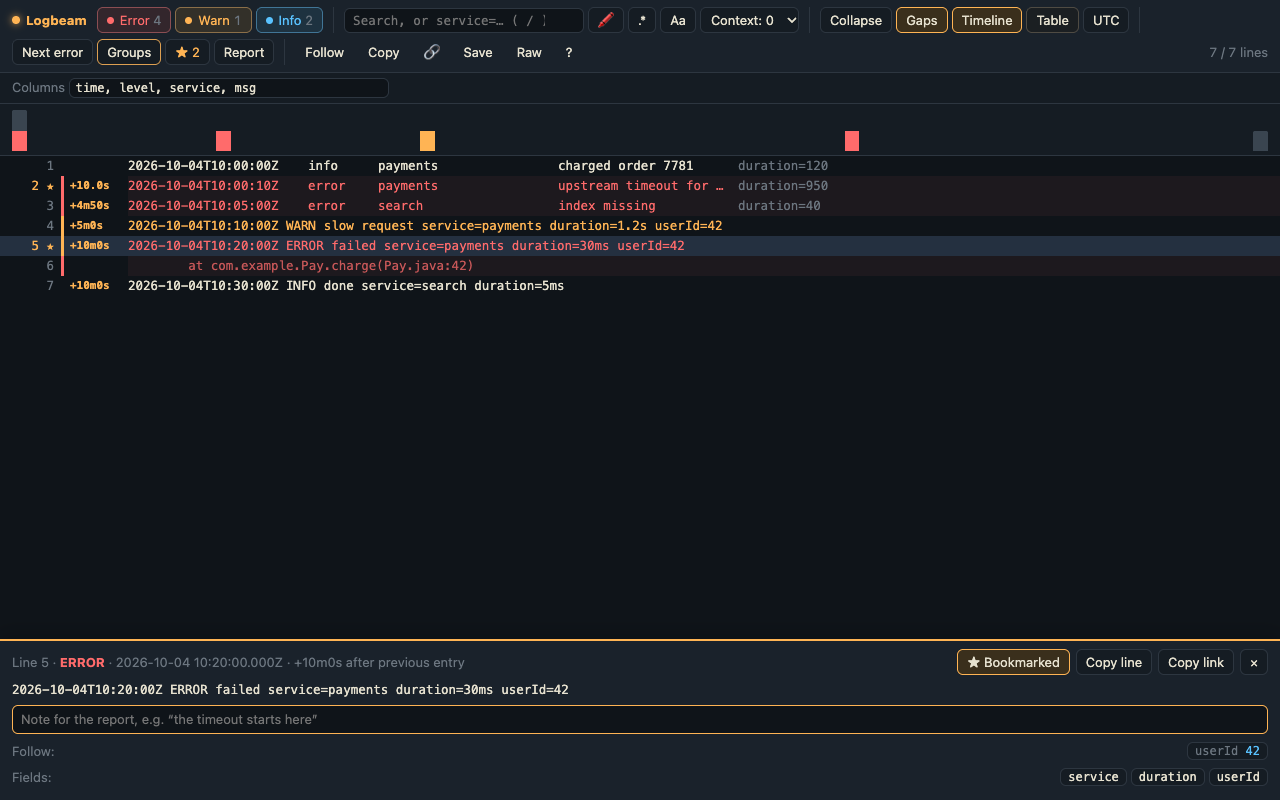 Logbeam Error 4 Warn 1 Info 2 Search, or service=… ( / ) .* Aa Context: 0 Collapse Gaps Timeline Table UTC
Next error Groups ★ 2 Report Follow Copy Save Raw ? 7 / 7 lines
Columns time, level, service, msg
1 2026-10-04T10:00:00Z info payments charged order 7781 duration=120
2 ★ +10.0s 2026-10-04T10:00:10Z error payments upstream timeout for … duration=950
3 +4m50s 2026-10-04T10:05:00Z error search index missing duration=40
4 +5m0s 2026-10-04T10:10:00Z WARN slow request service=payments duration=1.2s userId=42
5 ★ +10m0s 2026-10-04T10:20:00Z ERROR failed service=payments duration=30ms userId=42
6 at com.example.Pay.charge(Pay.java:42)
7 +10m0s 2026-10-04T10:30:00Z INFO done service=search duration=5ms
Line 5 · ERROR · 2026-10-04 10:20:00.000Z · +10m0s after previous entry ★ Bookmarked Copy line Copy link ×
2026-10-04T10:20:00Z ERROR failed service=payments duration=30ms userId=42
Note for the report, e.g. “the timeout starts here”
Follow: userId 42
Fields: service duration userId